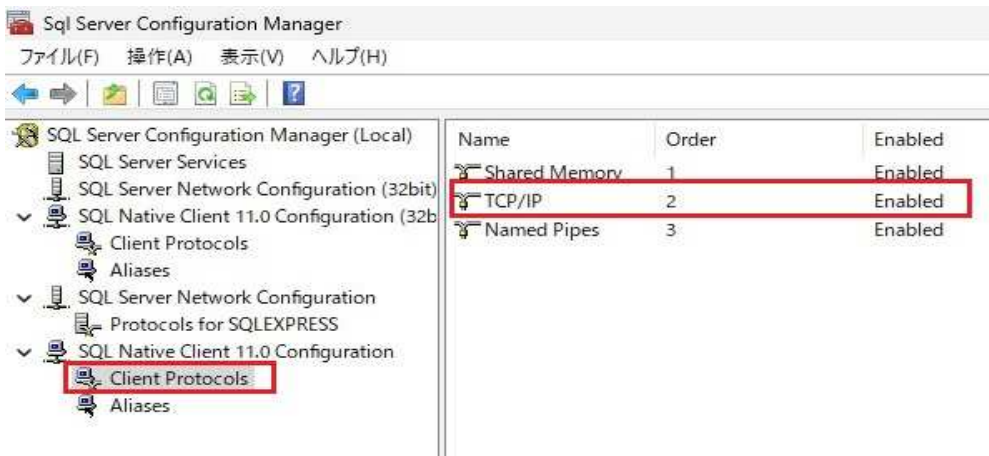 Sql Server Configuration Manager
ファイル(F) 操作(A) 表示(V) ヘルプ(H)
SQL Server Configuration Manager (Local)
SQL Server Services
SQL Server Network Configuration (32bit)
SQL Native Client 11.0 Configuration (32b
Client Protocols
Aliases
SQL Server Network Configuration
Protocols for SQLEXPRESS
SQL Native Client 11.0 Configuration
Client Protocols
Aliases
Name Order Enabled
Shared Memory 1 Enabled
TCP/IP 2 Enabled
Named Pipes 3 Enabled